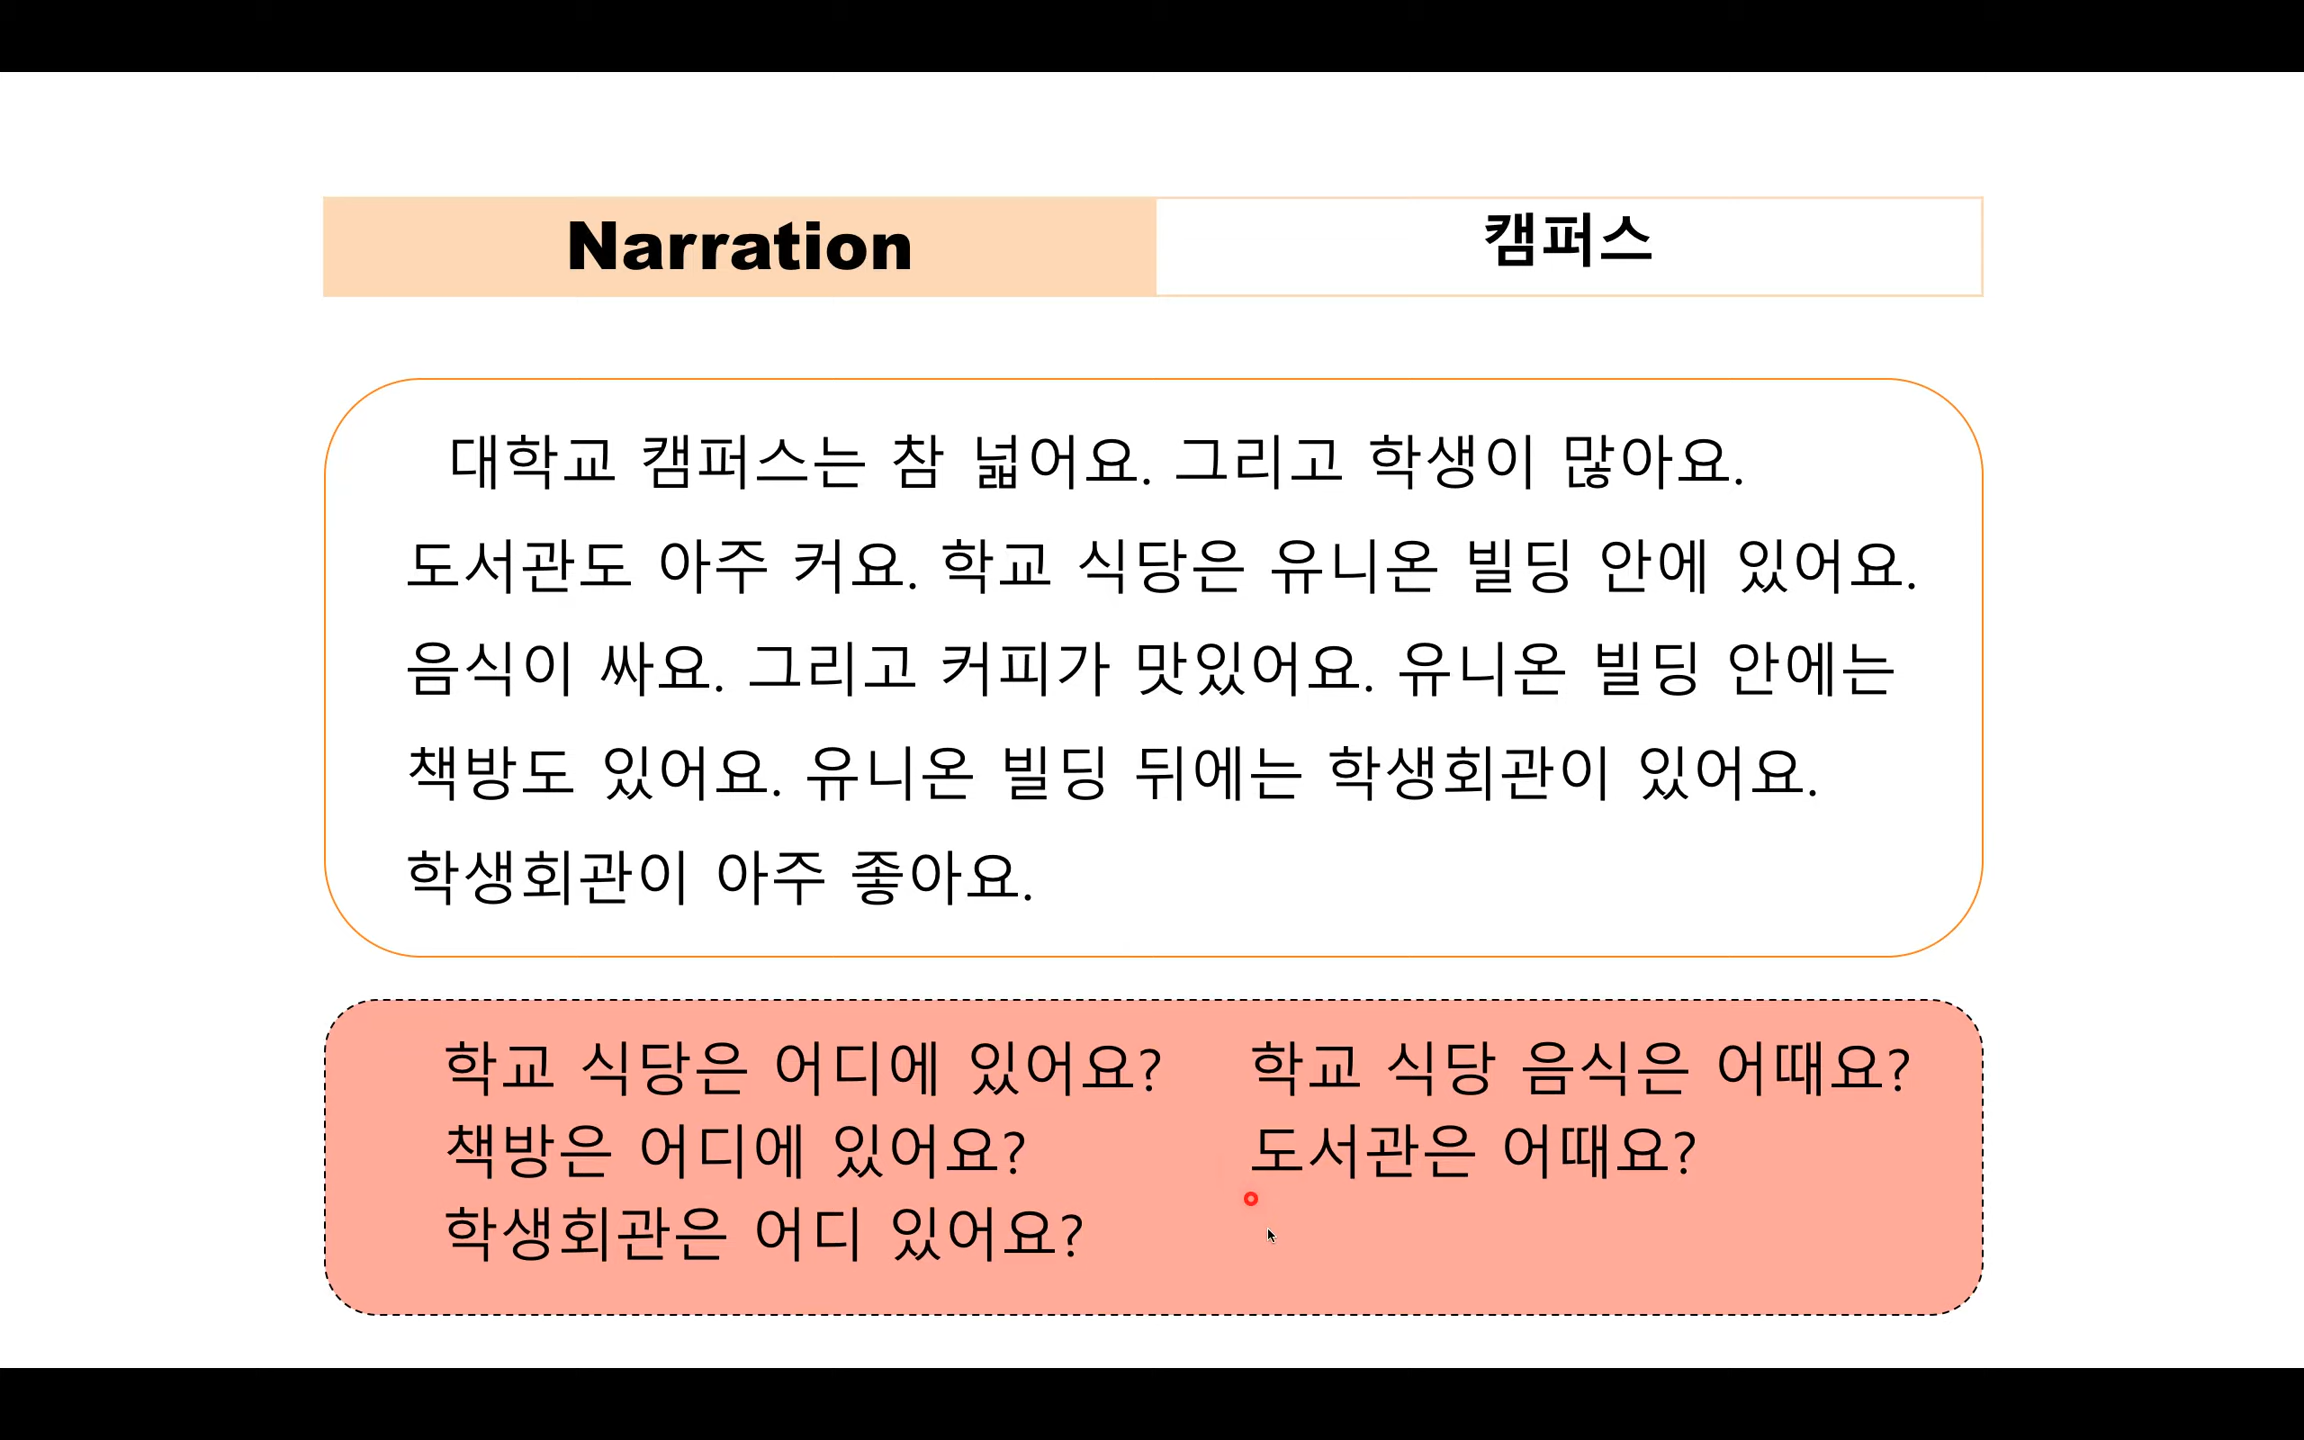 Narration
캠퍼스
대학교 캠퍼스는 참 넓어요. 그리고 학생이 많아요.
도서관도 아주 커요. 학교 식당은 유니온 빌딩 안에 있어요.
음식이 싸요. 그리고 커피가 맛있어요. 유니온 빌딩 안에는
책방도 있어요. 유니온 빌딩 뒤에는 학생회관이 있어요.
학생회관이 아주 좋아요.
학교 식당은 어디에 있어요?
책방은 어디에 있어요?
학생회관은 어디 있어요?
학교 식당 음식은 어때요?
도서관은 어때요?